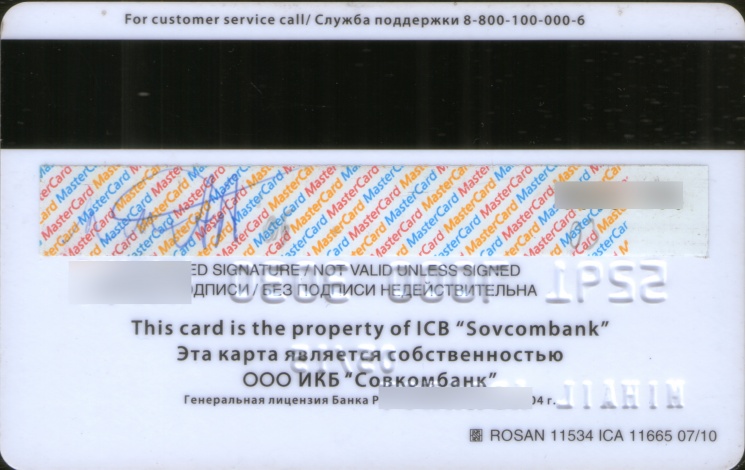 For customer service call/ Служба поддержки 8-800-100-000-6
MasterCard
ED SIGNATURE / NOT VALID UNLESS SIGNED
ОДПИСИ / БЕЗ ПОДПИСИ НЕДЕЙСТВИТЕЛЬНА
This card is the property of ICB “Sovcombank”
Эта карта является собственностью
ООО ИКБ “Совкомбанк”
Генеральная лицензия Банка Р 04 г.
ROSAN 11534 ICA 11665 07/10